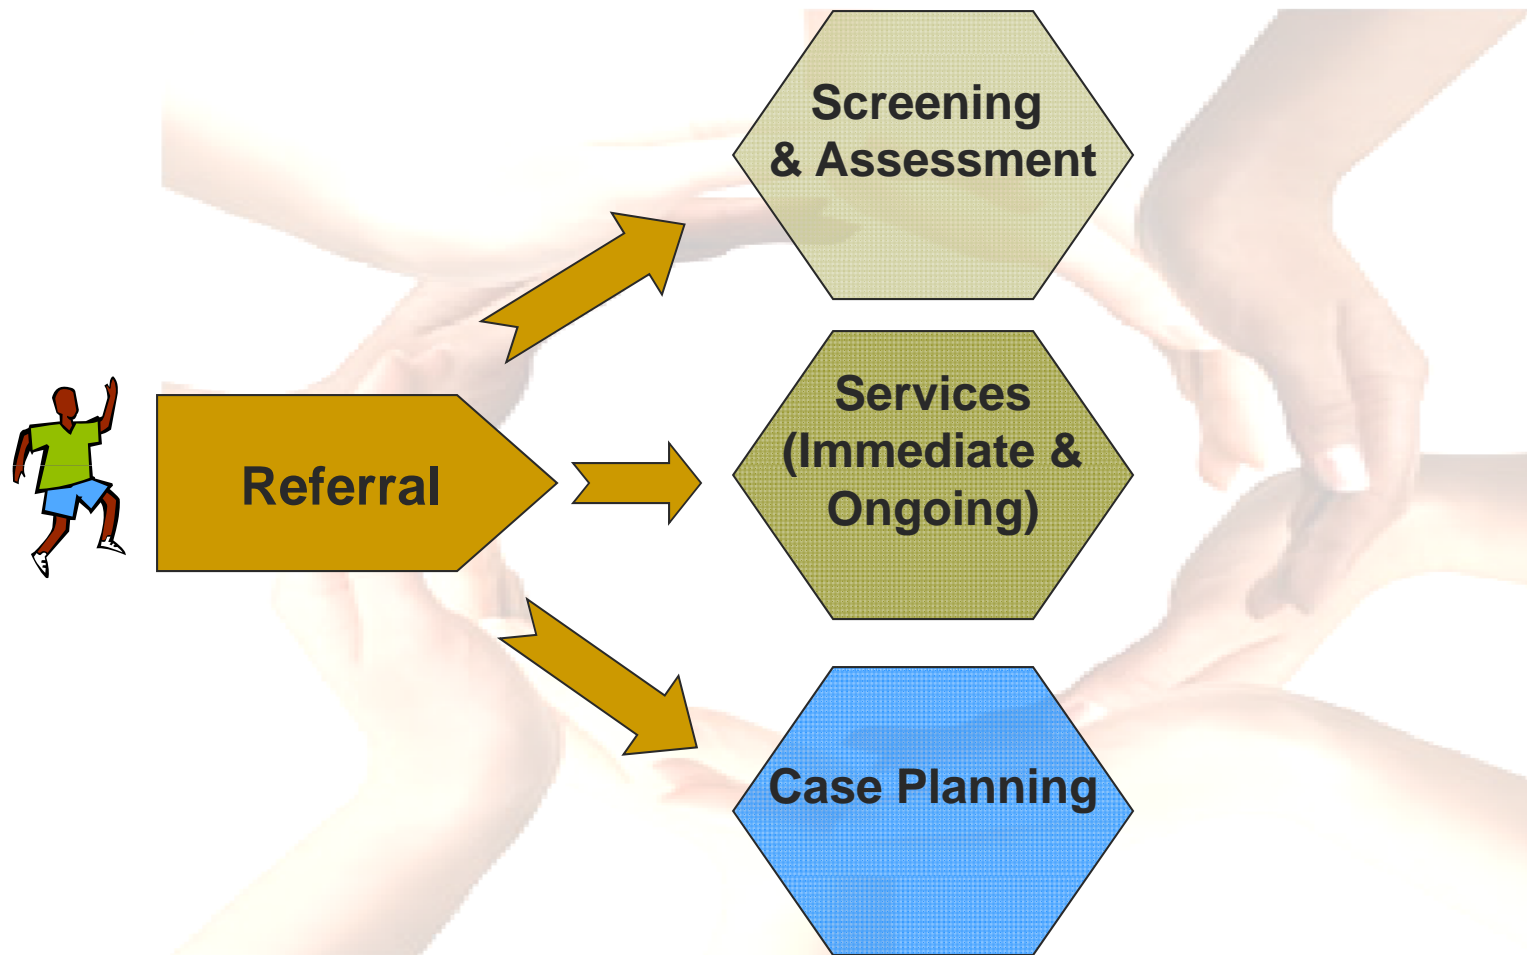 Screening
& Assessment
Referral
Services
(Immediate &
Ongoing)
Case Planning